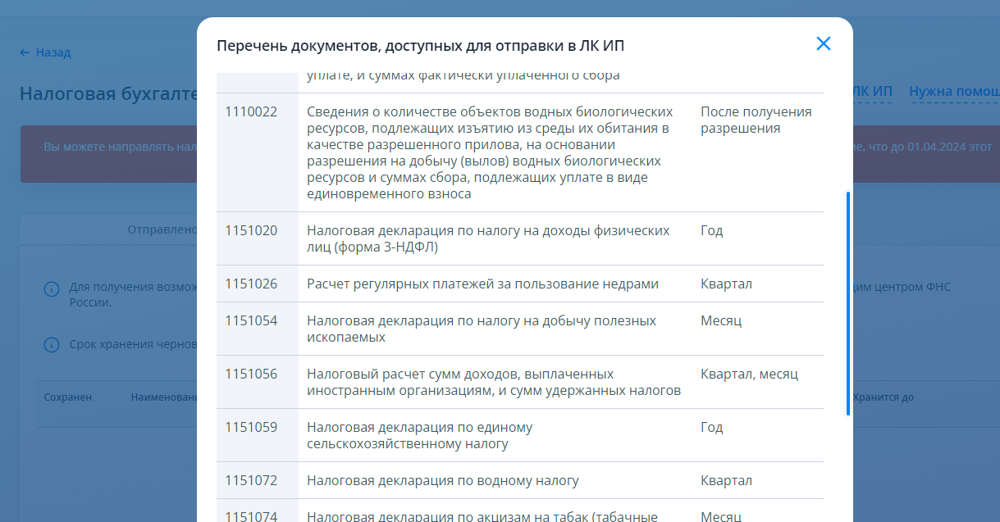 Перечень документов, доступных для отправки в ЛК ИП
← Назад
Налоговая бухгалте
ЛК ИП Нужна помощ
Вы можете направлять нал
ие, что до 01.04.2024 этот
Отправлено
Для получения возмож
России.
щим центром ФНС
Срок хранения чернов
Сохранен Наименовани Хранится до
уплате, и суммах фактически уплаченного сбора
1110022 Сведения о количестве объектов водных биологических После получения
ресурсов, подлежащих изъятию из среды их обитания в разрешения
качестве разрешенного прилова, на основании
разрешения на добычу (вылов) водных биологических
ресурсов и суммах сбора, подлежащих уплате в виде
единовременного взноса
1151020 Налоговая декларация по налогу на доходы физических Год
лиц (форма 3-НДФЛ)
1151026 Расчет регулярных платежей за пользование недрами Квартал
1151054 Налоговая декларация по налогу на добычу полезных Месяц
ископаемых
1151056 Налоговый расчет сумм доходов, выплаченных Квартал, месяц
иностранным организациям, и сумм удержанных налогов
1151059 Налоговая декларация по единому Год
сельскохозяйственному налогу
1151072 Налоговая декларация по водному налогу Квартал
1151074 Налоговая декларация по акцизам на табак (табачные Месяц